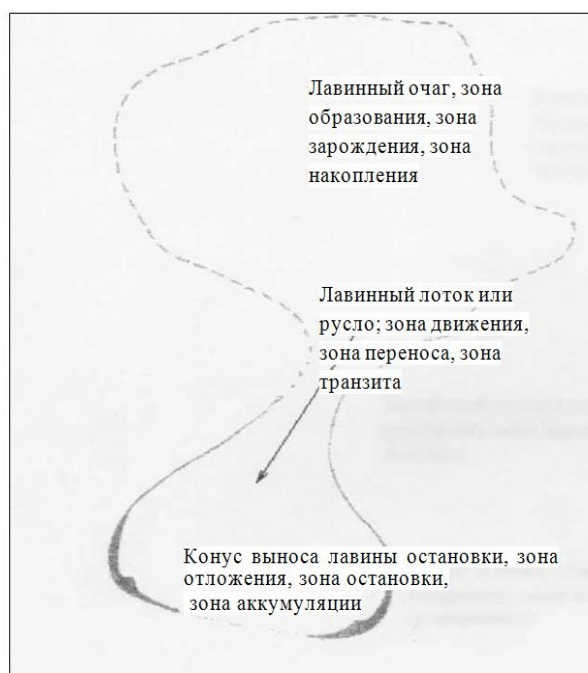 Лавинный очаг, зона
образования, зона
зарождения, зона
накопления
Лавинный лоток или
русло; зона движения,
зона переноса, зона
транзита
Конус выноса лавины остановки, зона
отложения, зона остановки,
зона аккумуляции